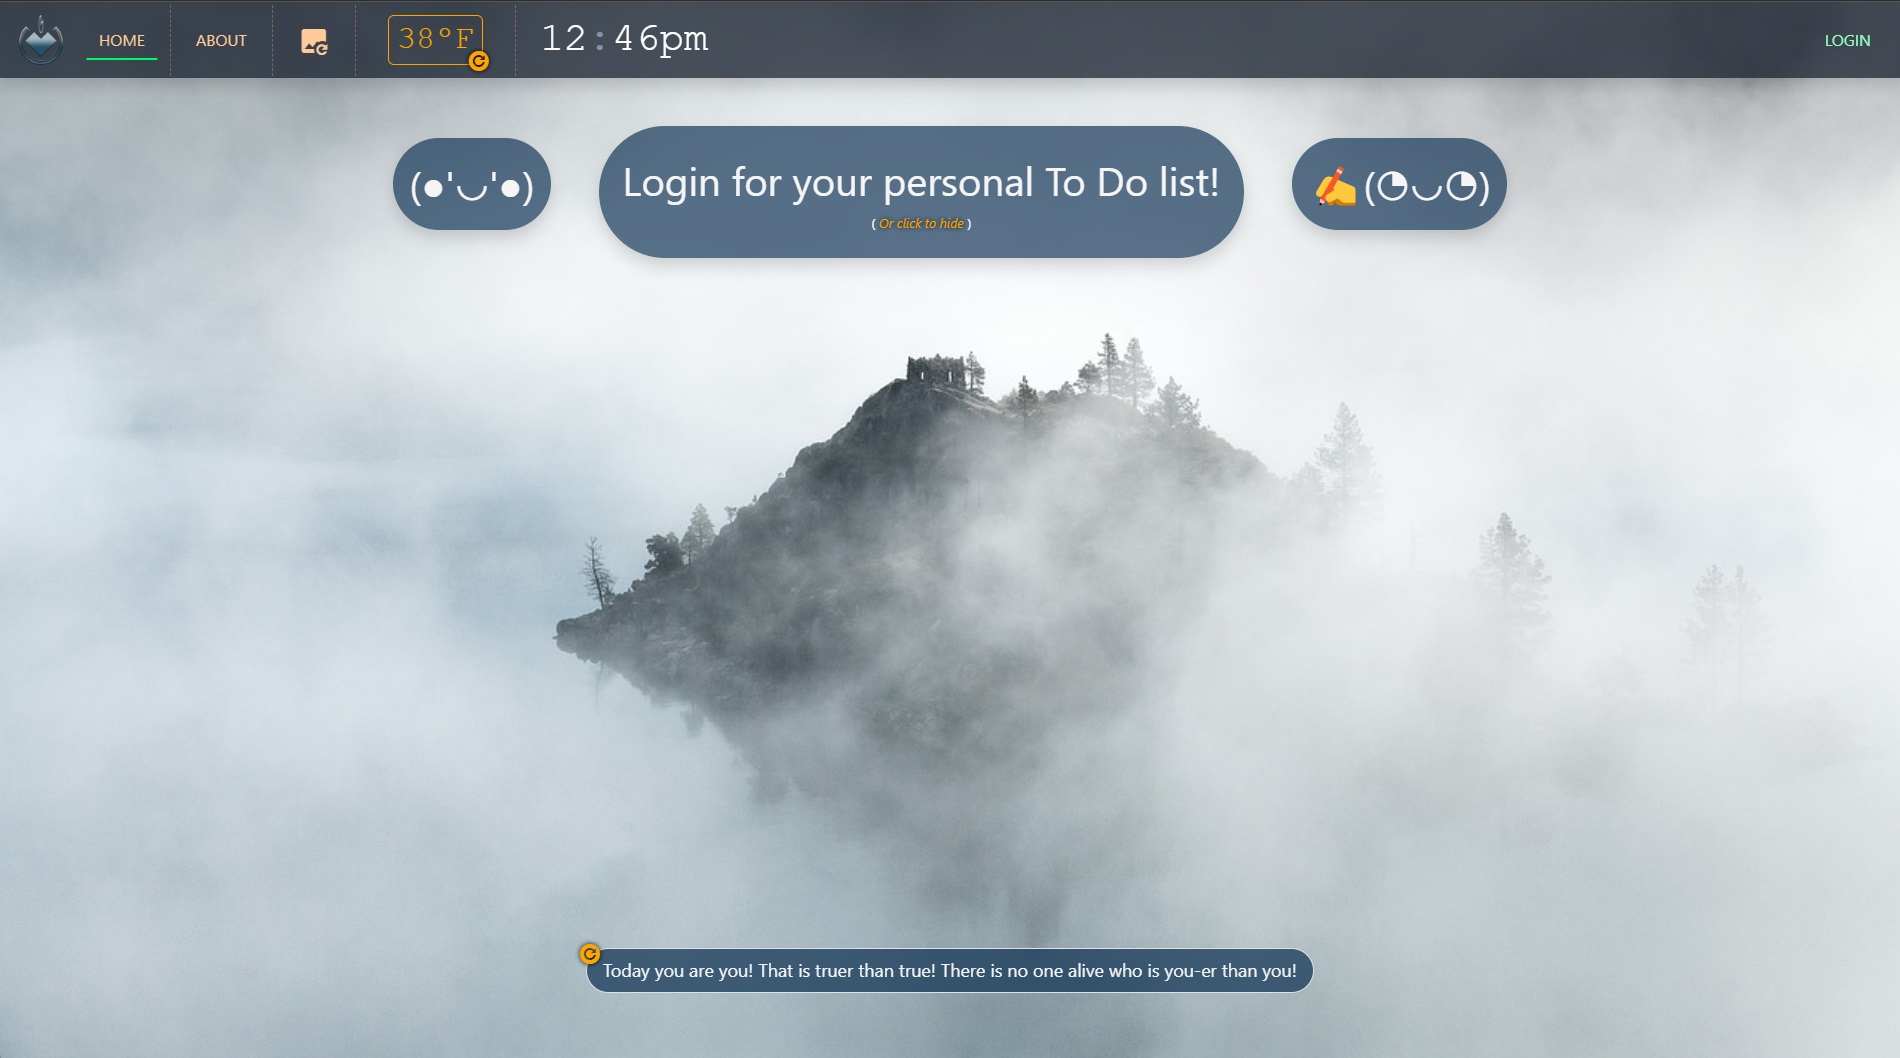 HOME
ABOUT
38°F
12:46pm
LOGIN
(●'◡'●)
Login for your personal To Do list!
( Or click to hide )
✍(◔◡◔)
Today you are you! That is truer than true! There is no one alive who is you-er than you!